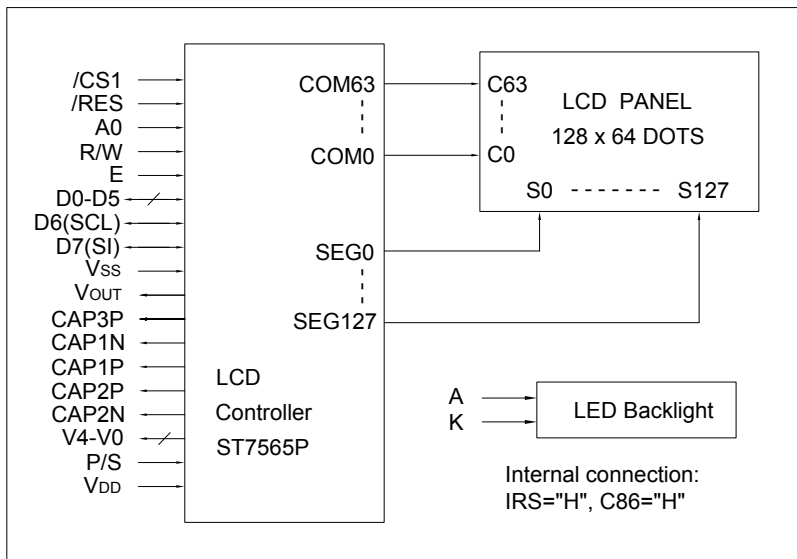 /CS1
/RES
A0
R/W
E
D0-D5
D6(SCL)
D7(SI)
VSS
VOUT
CAP3P
CAP1N
CAP1P
CAP2P
CAP2N
V4-V0
P/S
VDD
COM63
COM0
SEG0
SEG127
LCD
Controller
ST7565P
C63
C0
LCD PANEL
128 x 64 DOTS
S0 ------- S127
A
K
LED Backlight
Internal connection:
IRS="H", C86="H"